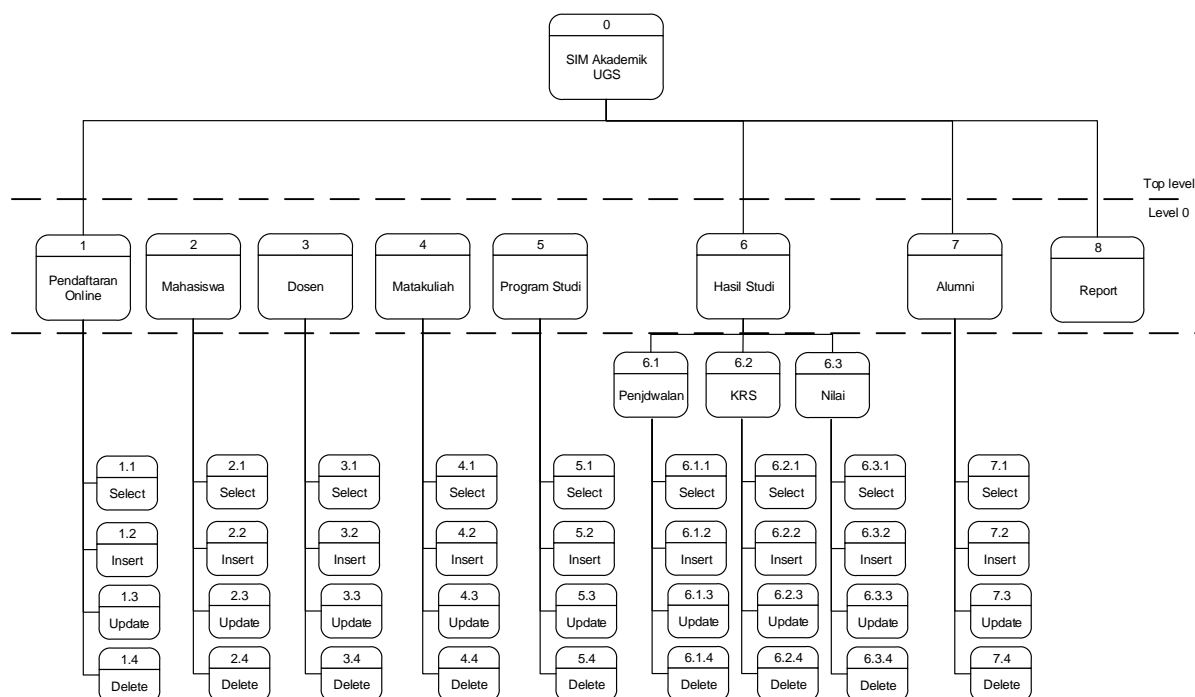 0
SIM Akademik
UGS
Top level
Level 0
1
Pendaftaran
Online
2
Mahasiswa
3
Dosen
4
Matakuliah
5
Program Studi
6
Hasil Studi
7
Alumni
8
Report
6.1
Penjdwalan
6.2
KRS
6.3
Nilai
1.1
Select
2.1
Select
3.1
Select
4.1
Select
5.1
Select
6.1.1
Select
6.2.1
Select
6.3.1
Select
7.1
Select
1.2
Insert
2.2
Insert
3.2
Insert
4.2
Insert
5.2
Insert
6.1.2
Insert
6.2.2
Insert
6.3.2
Insert
7.2
Insert
1.3
Update
2.3
Update
3.3
Update
4.3
Update
5.3
Update
6.1.3
Update
6.2.3
Update
6.3.3
Update
7.3
Update
1.4
Delete
2.4
Delete
3.4
Delete
4.4
Delete
5.4
Delete
6.1.4
Delete
6.2.4
Delete
6.3.4
Delete
7.4
Delete